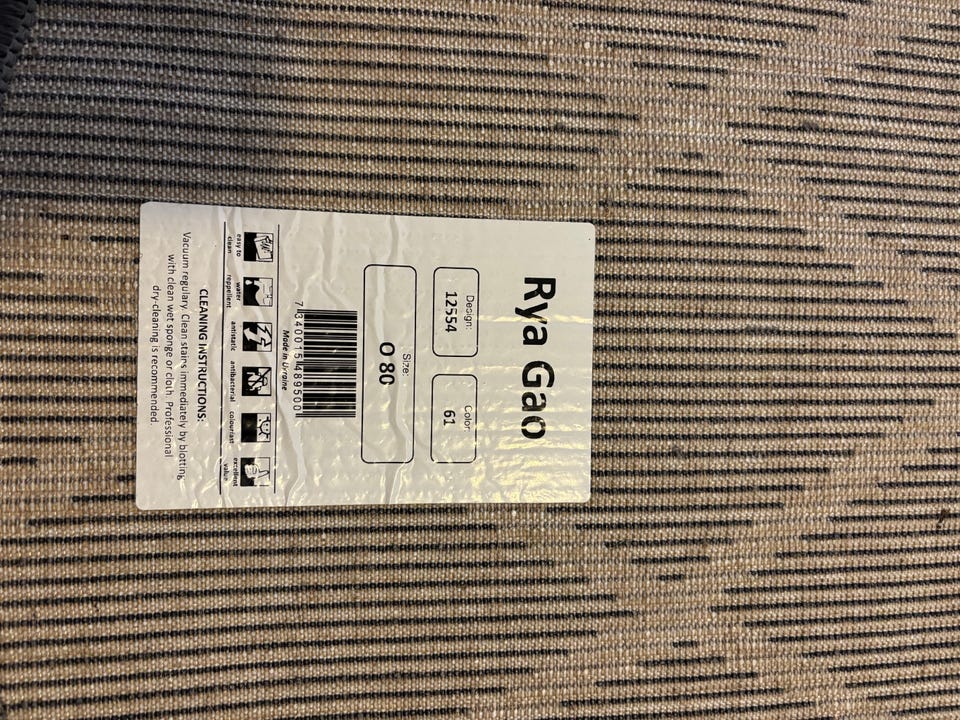 Rya Gao
Design:
12554
Color:
61
Size:
O 80
7 340015 489500
Made in Ukraine
easy to
clean
water
reppellent
antistatic
antibacterial
colourfast
excellent
value
CLEANING INSTRUCTIONS:
Vacuum regulary. Clean stains immediately by blotting
with clean wet sponge or cloth. Professional
dry-cleaning is recommended.